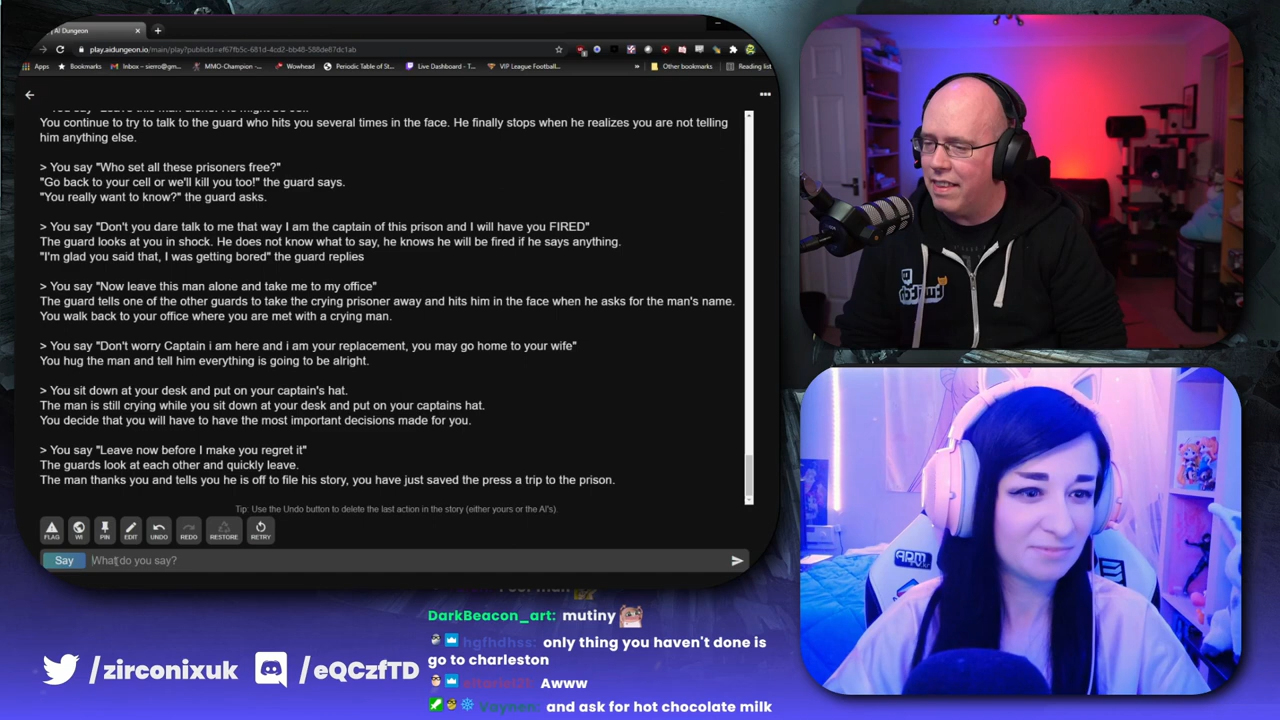 AI Dungeon
play.aidungeon.io/main/play?publicId=ef67fb5c-681d-4cd2-bb48-588de87dc1ab
Apps
Bookmarks
Inbox – sierro@gm...
MMO-Champion –...
Wowhead
Periodic Table of St...
Live Dashboard - T...
VIP League Football...
»
Other bookmarks
Reading list
You continue to try to talk to the guard who hits you several times in the face. He finally stops when he realizes you are not telling
him anything else.
> You say "Who set all these prisoners free?"
"Go back to your cell or we'll kill you too!" the guard says.
"You really want to know?" the guard asks.
> You say "Don't you dare talk to me that way I am the captain of this prison and I will have you FIRED"
The guard looks at you in shock. He does not know what to say, he knows he will be fired if he says anything.
"I'm glad you said that, I was getting bored" the guard replies
> You say "Now leave this man alone and take me to my office"
The guard tells one of the other guards to take the crying prisoner away and hits him in the face when he asks for the man's name.
You walk back to your office where you are met with a crying man.
> You say "Don't worry Captain i am here and i am your replacement, you may go home to your wife"
You hug the man and tell him everything is going to be alright.
> You sit down at your desk and put on your captain's hat.
The man is still crying while you sit down at your desk and put on your captains hat.
You decide that you will have to have the most important decisions made for you.
> You say "Leave now before I make you regret it"
The guards look at each other and quickly leave.
The man thanks you and tells you he is off to file his story, you have just saved the press a trip to the prison.
Tip: Use the Undo button to delete the last action in the story (either yours or the AI's).
FLAG
WI
PIN
EDIT
UNDO
REDO
RESTORE
RETRY
Say
What do you say?
DarkBeacon_art: mutiny
hgfhdhss: only thing you haven't done is
go to charleston
Awww
Vaynen: and ask for hot chocolate milk
/zirconixuk
/eQCzfTD